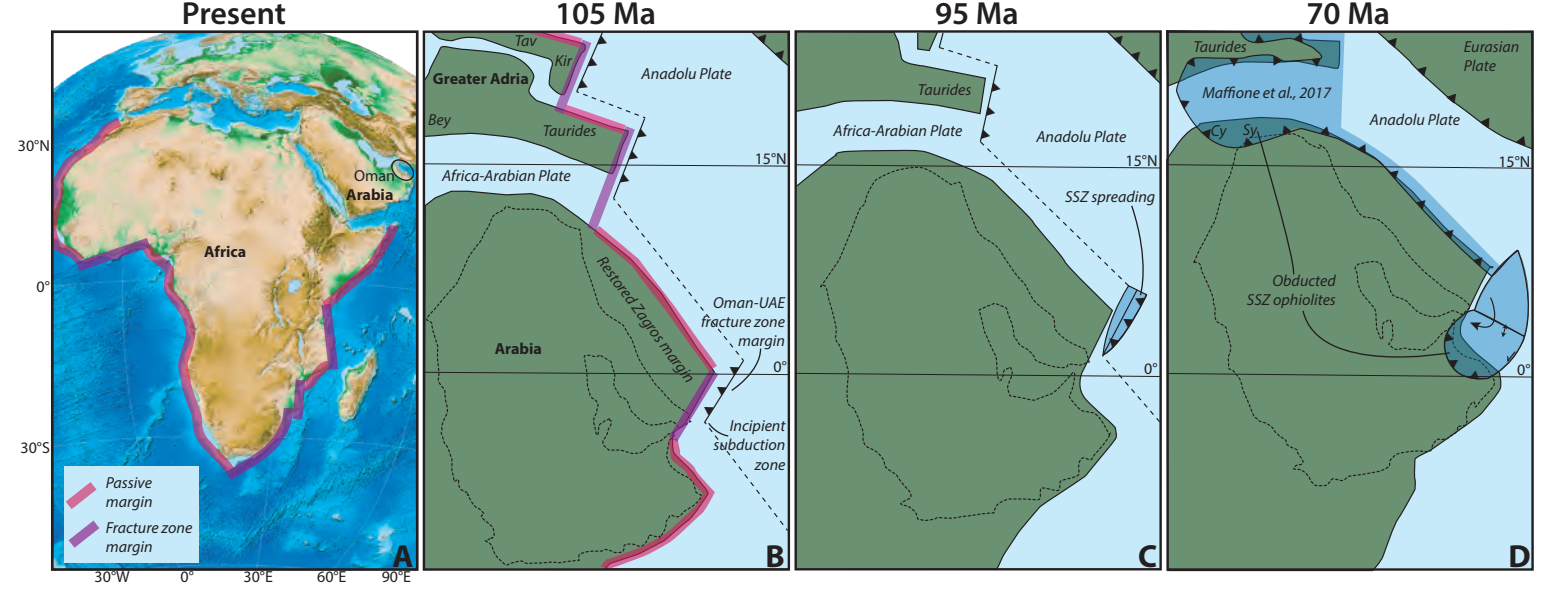 Present
105 Ma
95 Ma
70 Ma
30°N
0°
30°S
30°W
0°
30°E
60°E
90°E
Oman
Arabia
Africa
Passive
margin
Fracture zone
margin
A
Tav
Kir
Greater Adria
Anadolu Plate
Bey
Taurides
15°N
Africa-Arabian Plate
Restored Zagros margin
Oman-UAE
fracture zone
margin
Arabia
0°
Incipient
subduction
zone
B
Taurides
Africa-Arabian Plate
Anadolu Plate
15°N
SSZ spreading
0°
C
Taurides
Eurasian
Plate
Maffione et al., 2017
Cy
Sy
Anadolu Plate
15°N
Obducted
SSZ ophiolites
0°
D